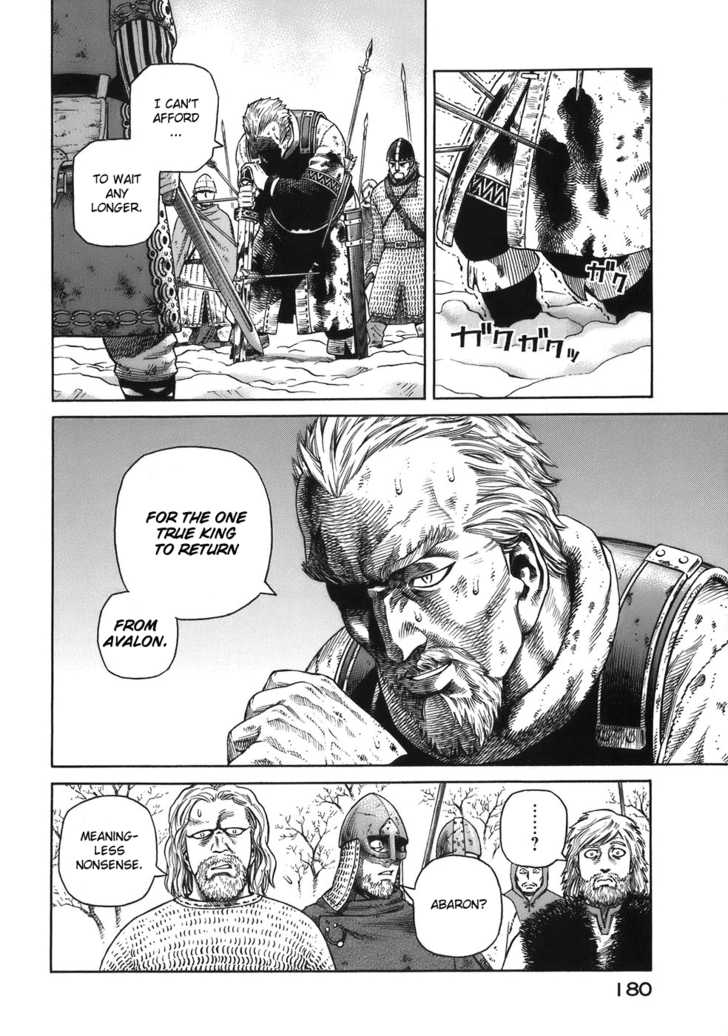 I CAN'T
AFFORD
...
TO WAIT
ANY
LONGER.
ガク
ガクガクッ
FOR THE ONE
TRUE KING
TO RETURN
FROM
AVALON.
MEANING-
LESS
NONSENSE.
ABARON?
......
?
180